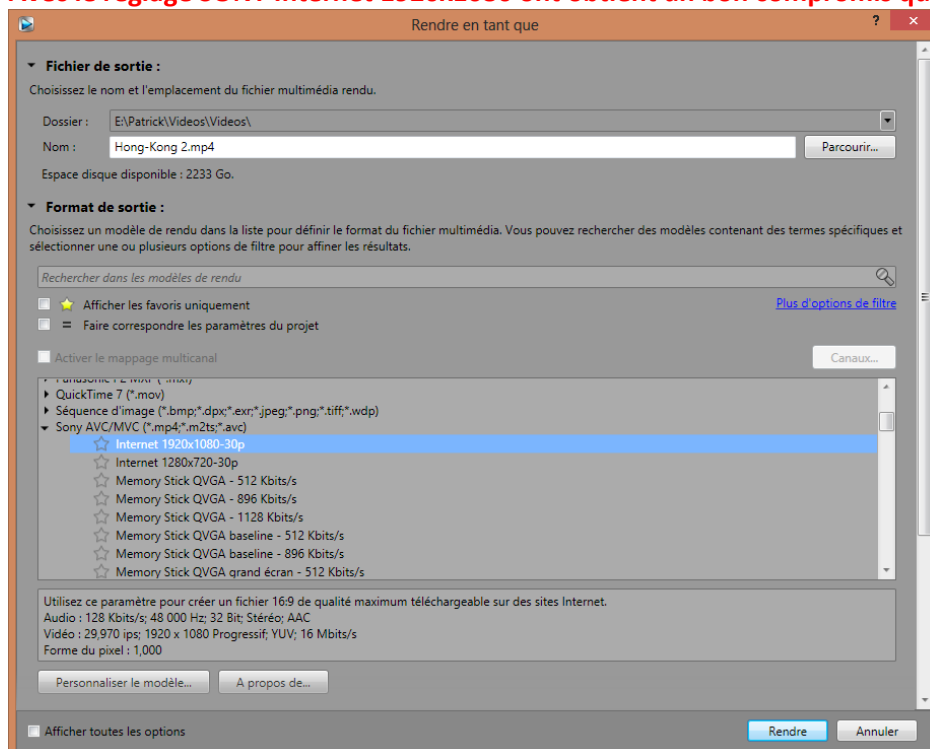 Rendre en tant que
?
Fichier de sortie :
Choisissez le nom et l'emplacement du fichier multimédia rendu.
Dossier : E:\Patrick\Videos\Videos\
Nom : Hong-Kong 2.mp4 Parcourir...
Espace disque disponible : 2233 Go.
Format de sortie :
Choisissez un modèle de rendu dans la liste pour définir le format du fichier multimédia. Vous pouvez rechercher des modèles contenant des termes spécifiques et
sélectionner une ou plusieurs options de filtre pour affiner les résultats.
Rechercher dans les modèles de rendu
Afficher les favoris uniquement Plus d'options de filtre
= Faire correspondre les paramètres du projet
Activer le mappage multicanal Canaux...
QuickTime 7 (*.mov)
Séquence d'image (*.bmp;*.dpx;*.exr;*.jpeg;*.png;*.tiff;*.wdp)
Sony AVC/MVC (*.mp4;*.m2ts;*.avc)
Internet 1920x1080-30p
Internet 1280x720-30p
Memory Stick QVGA - 512 Kbits/s
Memory Stick QVGA - 896 Kbits/s
Memory Stick QVGA - 1128 Kbits/s
Memory Stick QVGA baseline - 512 Kbits/s
Memory Stick QVGA baseline - 896 Kbits/s
Memory Stick QVGA grand écran - 512 Kbits/s
Utilisez ce paramètre pour créer un fichier 16:9 de qualité maximum téléchargeable sur des sites Internet.
Audio : 128 Kbits/s; 48 000 Hz; 32 Bit; Stéréo; AAC
Vidéo : 29,970 ips; 1920 x 1080 Progressif; YUV; 16 Mbits/s
Forme du pixel : 1,000
Personnaliser le modèle... A propos de...
Afficher toutes les options Rendre Annuler